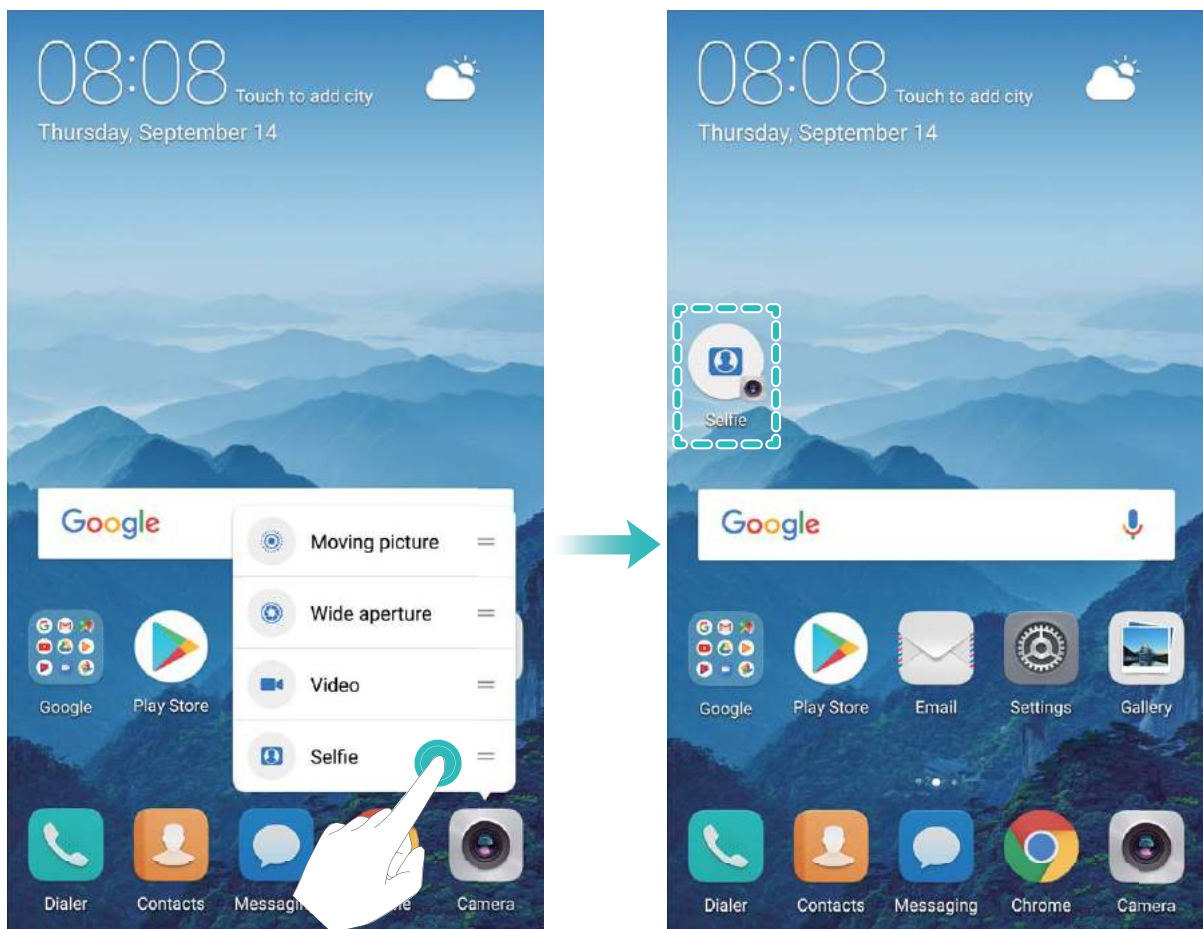 08:08 Touch to add city
Thursday, September 14
Google
Moving picture
Wide aperture
Video
Selfie
Google Play Store
Dialer Contacts Messagin Camera
08:08 Touch to add city
Thursday, September 14
Selfie
Google
Google Play Store Email Settings Gallery
Dialer Contacts Messaging Chrome Camera